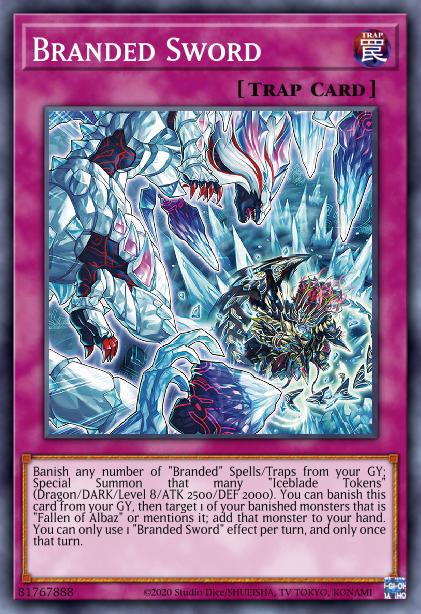 Branded Sword
TRAP
罠
[Trap Card]
Banish any number of "Branded" Spells/Traps from your GY;
Special Summon that many "Iceblade Tokens"
(Dragon/DARK/Level 8/ATK 2500/DEF 2000). You can banish this
card from your GY, then target 1 of your banished monsters that is
"Fallen of Albaz" or mentions it; add that monster to your hand.
You can only use 1 "Branded Sword" effect per turn, and only once
that turn.
81767888
©2020 Studio Dice/SHUEISHA, TV TOKYO, KONAMI